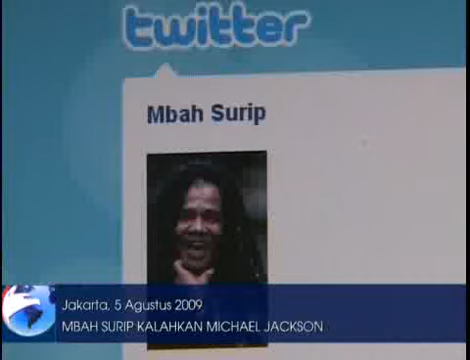 twitter
Mbah Surip
Jakarta, 5 Agustus 2009
MBAH SURIP KALAHKAN MICHAEL JACKSON